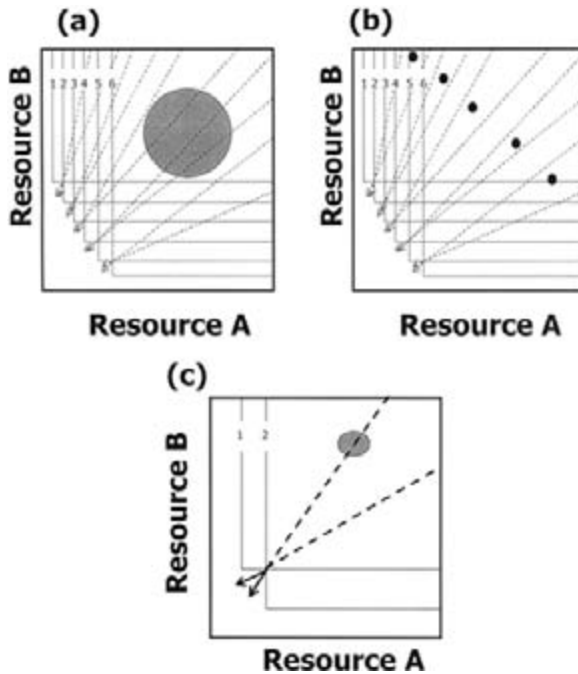 (a)
Resource B
1 2 3 4 5 6
Resource A
(b)
Resource B
1 2 3 4 5 6
Resource A
(c)
Resource B
1 2
Resource A